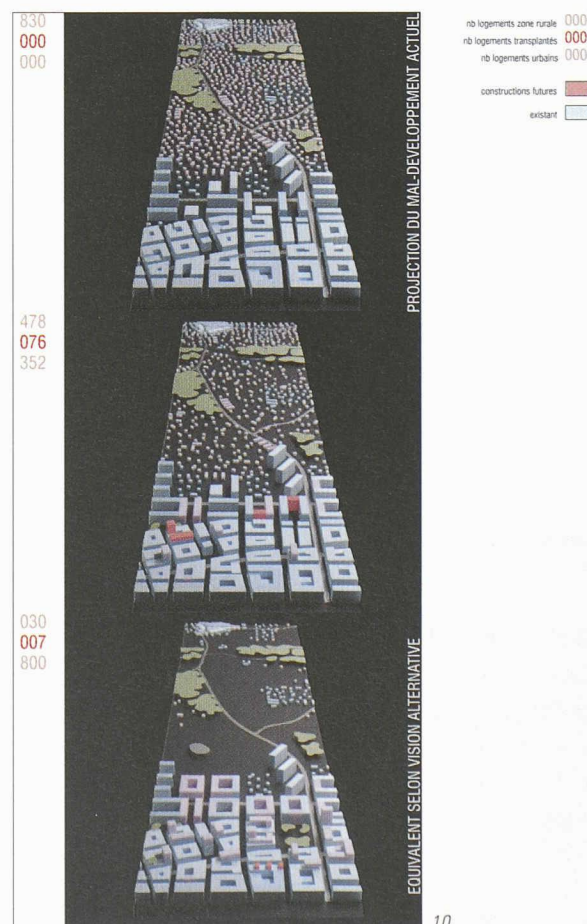 830
000
000
PROJECTION DU MAL-DEVELOPPEMENT ACTUEL
nb logements zone rurale 000
nb logements transplantés 000
nb logements urbains 000
constructions futures
existant
478
076
352
030
007
800
EQUIVALENT SELON VISION ALTERNATIVE
10